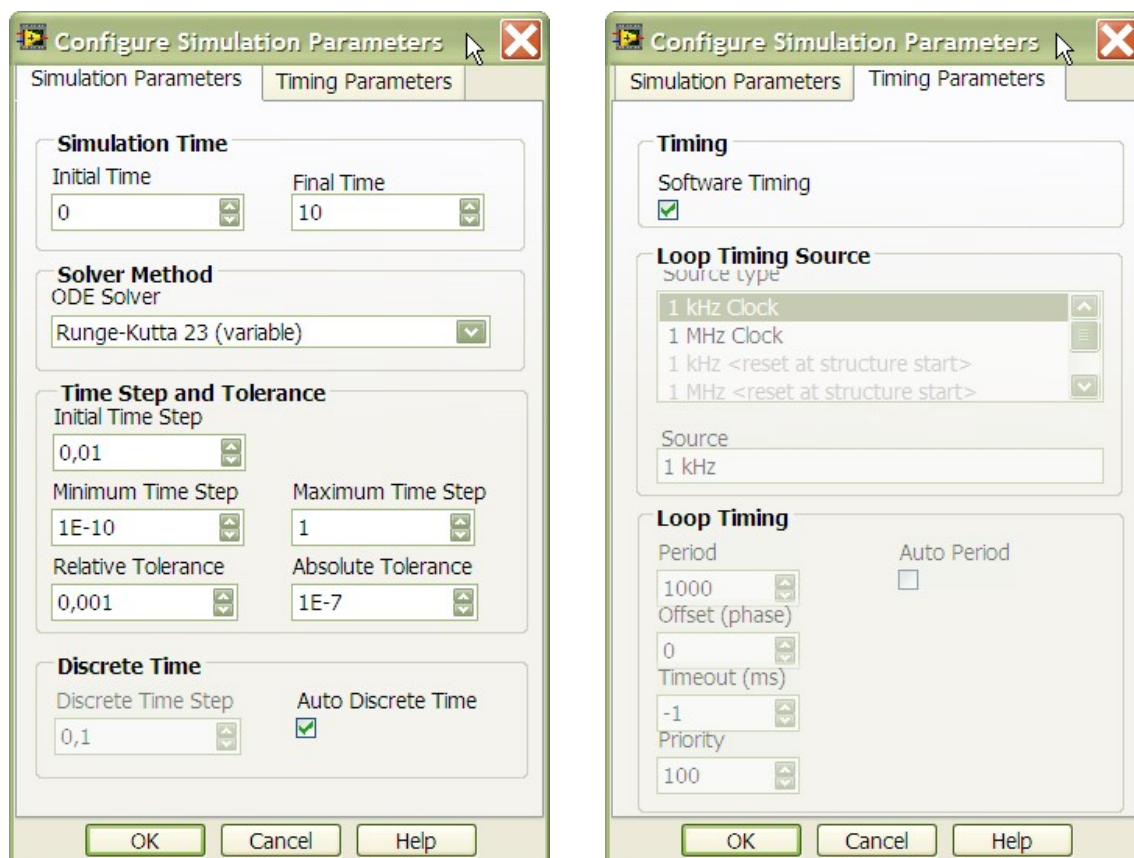 Configure Simulation Parameters
Simulation Parameters Timing Parameters
Simulation Time
Initial Time Final Time
0 10
Solver Method
ODE Solver
Runge-Kutta 23 (variable)
Time Step and Tolerance
Initial Time Step
0,01
Minimum Time Step Maximum Time Step
1E-10 1
Relative Tolerance Absolute Tolerance
0,001 1E-7
Discrete Time
Discrete Time Step Auto Discrete Time
0,1
OK Cancel Help
Configure Simulation Parameters
Simulation Parameters Timing Parameters
Timing
Software Timing
Loop Timing Source
Source type
1 kHz Clock
1 MHz Clock
1 kHz <reset at structure start>
1 MHz <reset at structure start>
Source
1 kHz
Loop Timing
Period Auto Period
1000
Offset (phase)
0
Timeout (ms)
-1
Priority
100
OK Cancel Help